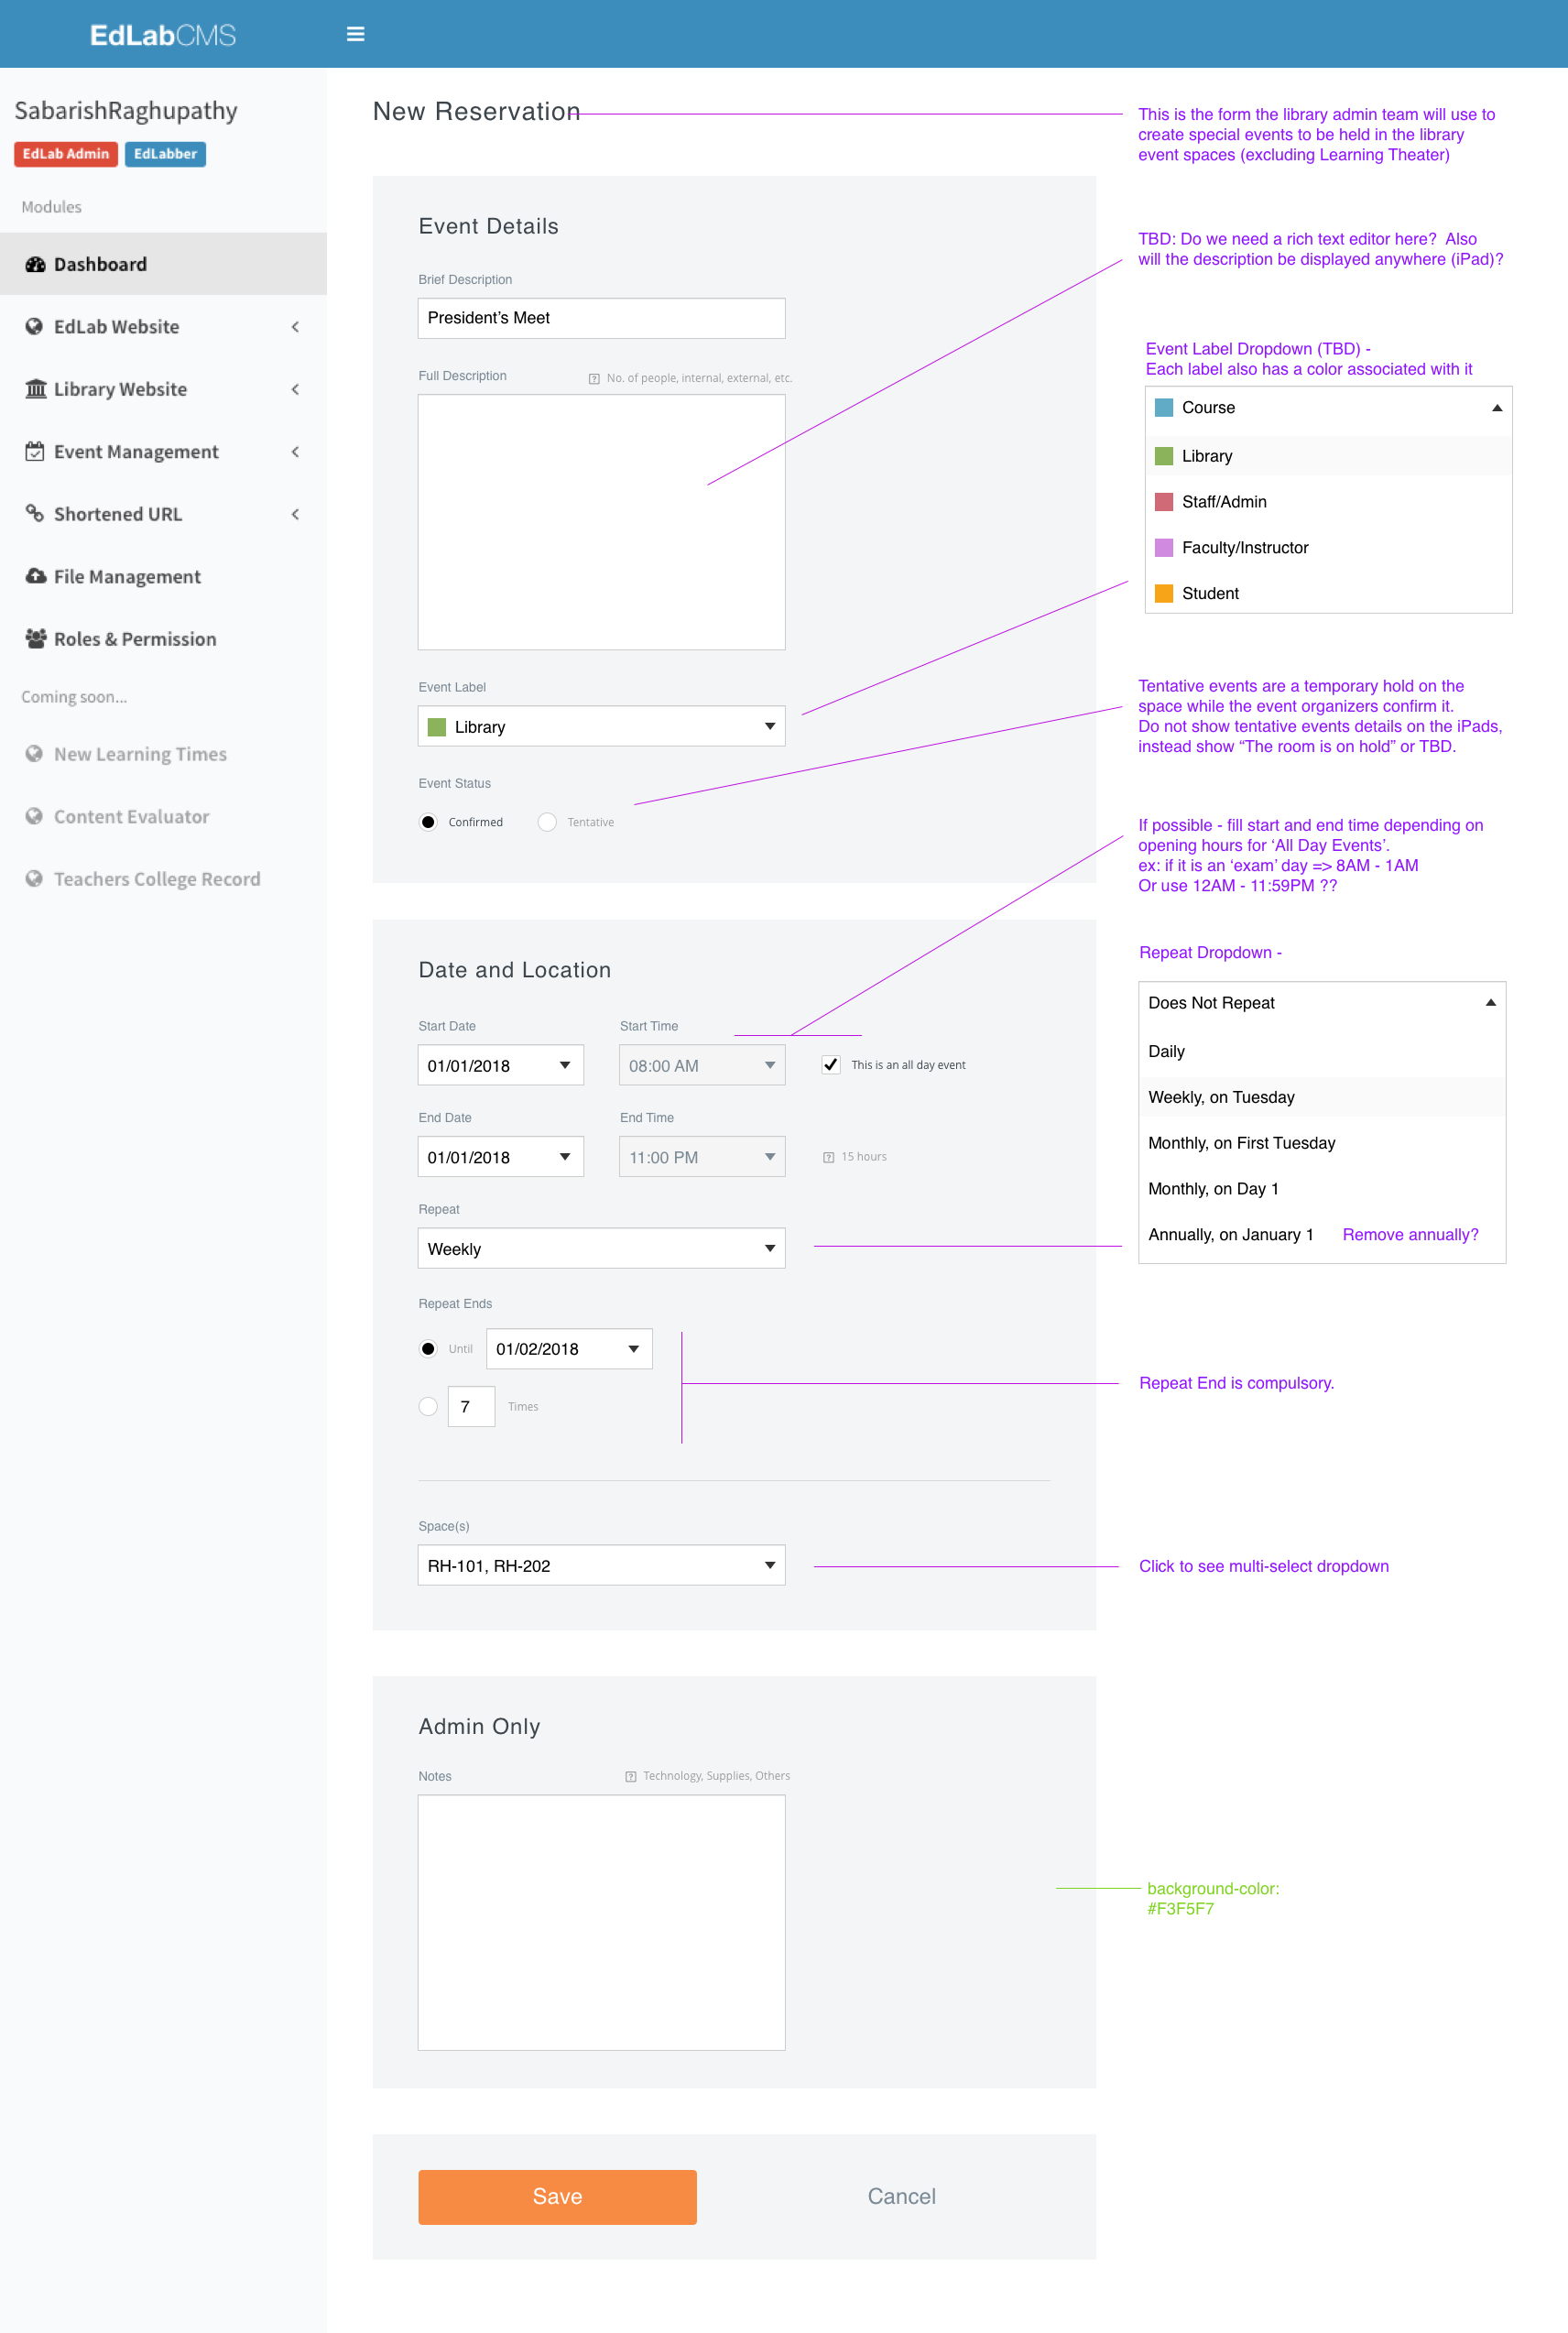 EdLabCMS
SabarishRaghupathy
EdLab Admin EdLabber
Modules
Dashboard
EdLab Website
Library Website
Event Management
Shortened URL
File Management
Roles & Permission
Coming soon...
New Learning Times
Content Evaluator
Teachers College Record
New Reservation
This is the form the library admin team will use to
create special events to be held in the library
event spaces (excluding Learning Theater)
Event Details
Brief Description
President’s Meet
Full Description
No. of people, internal, external, etc.
TBD: Do we need a rich text editor here? Also
will the description be displayed anywhere (iPad)?
Event Label
Library
Event Label Dropdown (TBD) -
Each label also has a color associated with it
Course
Library
Staff/Admin
Faculty/Instructor
Student
Event Status
Confirmed Tentative
Tentative events are a temporary hold on the
space while the event organizers confirm it.
Do not show tentative events details on the iPads,
instead show “The room is on hold” or TBD.
Date and Location
Start Date Start Time
01/01/2018 08:00 AM This is an all day event
If possible - fill start and end time depending on
opening hours for ‘All Day Events’.
ex: if it is an ‘exam’ day => 8AM - 1AM
Or use 12AM - 11:59PM ??
End Date End Time
01/01/2018 11:00 PM 15 hours
Repeat
Weekly
Repeat Dropdown -
Does Not Repeat
Daily
Weekly, on Tuesday
Monthly, on First Tuesday
Monthly, on Day 1
Annually, on January 1 Remove annually?
Repeat Ends
Until 01/02/2018
7 Times
Repeat End is compulsory.
Space(s)
RH-101, RH-202
Click to see multi-select dropdown
Admin Only
Notes
Technology, Supplies, Others
background-color:
#F3F5F7
Save
Cancel